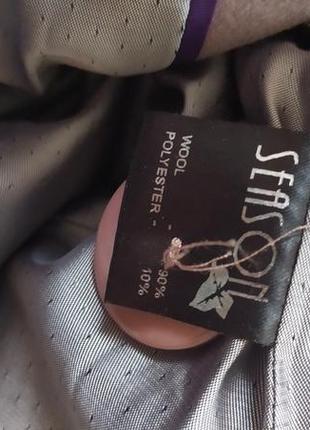 SEASON
WOOL - 90%
POLYESTER - 10%